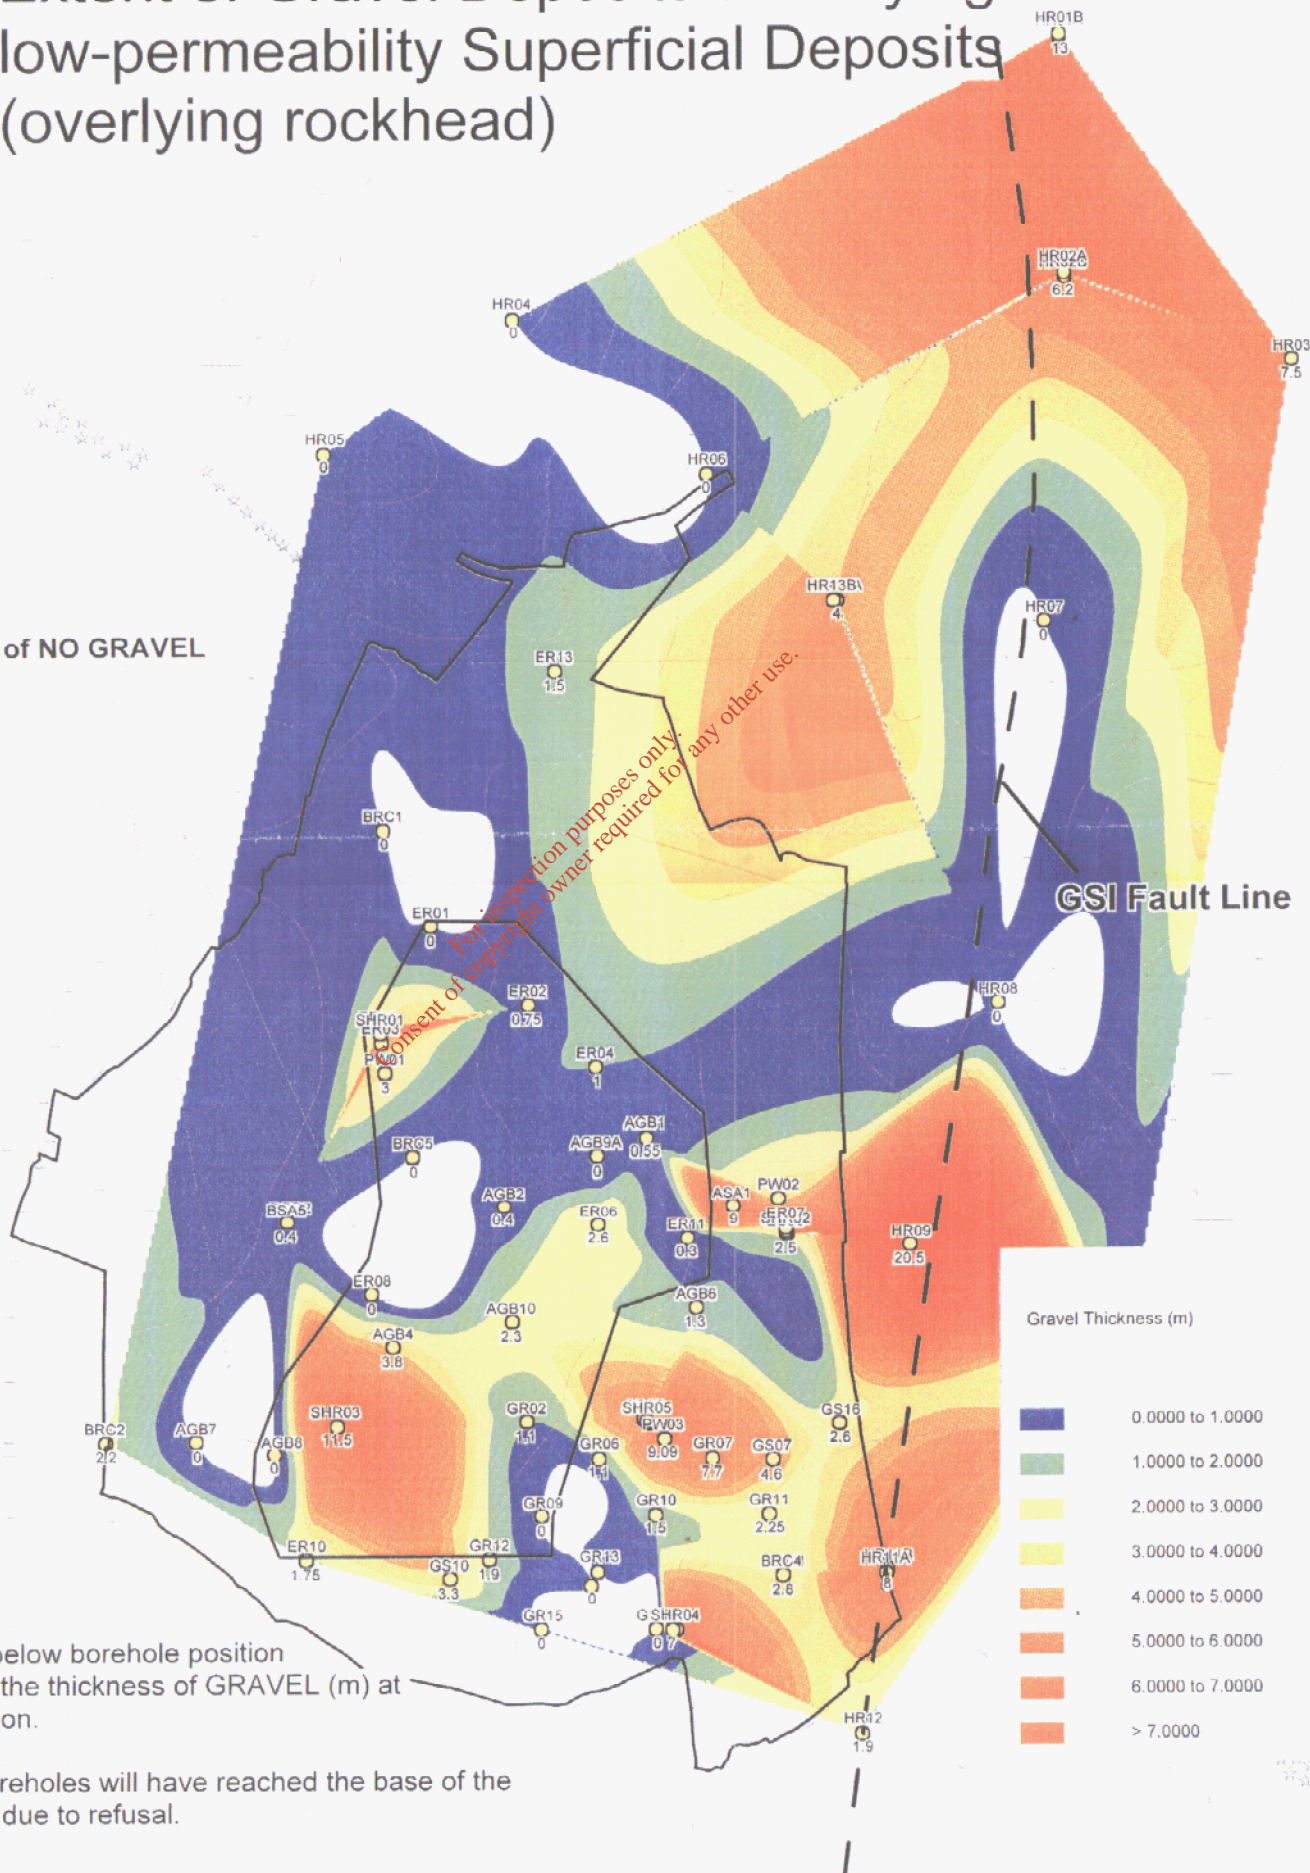 low-permeability Superficial Deposits
(overlying rockhead)
HR01B
13
HR02A
6.2
HR03
7.5
HR04
0
HR05
0
HR06
0
HR13B
4
HR07
0
of NO GRAVEL
ER13
1.5
For inspection purposes only.
Consent of copyright owner required for any other use.
BRC1
0
GSI Fault Line
ER01
0
ER02
0.75
HR08
0
SHR01
ER03
PW01
3
ER04
1
AGB1
0.55
AGB9A
0
BRC5
0
AGB2
0.4
BSA5
0.4
ER06
2.6
ASA1
9
PW02
ER07
2.5
ER11
0.3
HR09
20.5
ER08
0
AGB6
1.3
AGB10
2.3
AGB4
3.8
Gravel Thickness (m)
0.0000 to 1.0000
1.0000 to 2.0000
2.0000 to 3.0000
3.0000 to 4.0000
4.0000 to 5.0000
5.0000 to 6.0000
6.0000 to 7.0000
> 7.0000
SHR03
11.5
GR02
1.1
SHR05
PW03
9.09
GS16
2.6
BRC2
2.2
AGB7
0
AGB8
0
GR06
1.1
GR07
7.7
GS07
4.6
GR09
0
GR10
1.5
GR11
2.25
ER10
1.75
GR12
1.9
GS10
3.3
GR13
0
BRC4
2.8
HR11A
8
GR15
0
SHR04
0 7
HR12
1.9
below borehole position
the thickness of GRAVEL (m) at
on.
reholes will have reached the base of the
due to refusal.